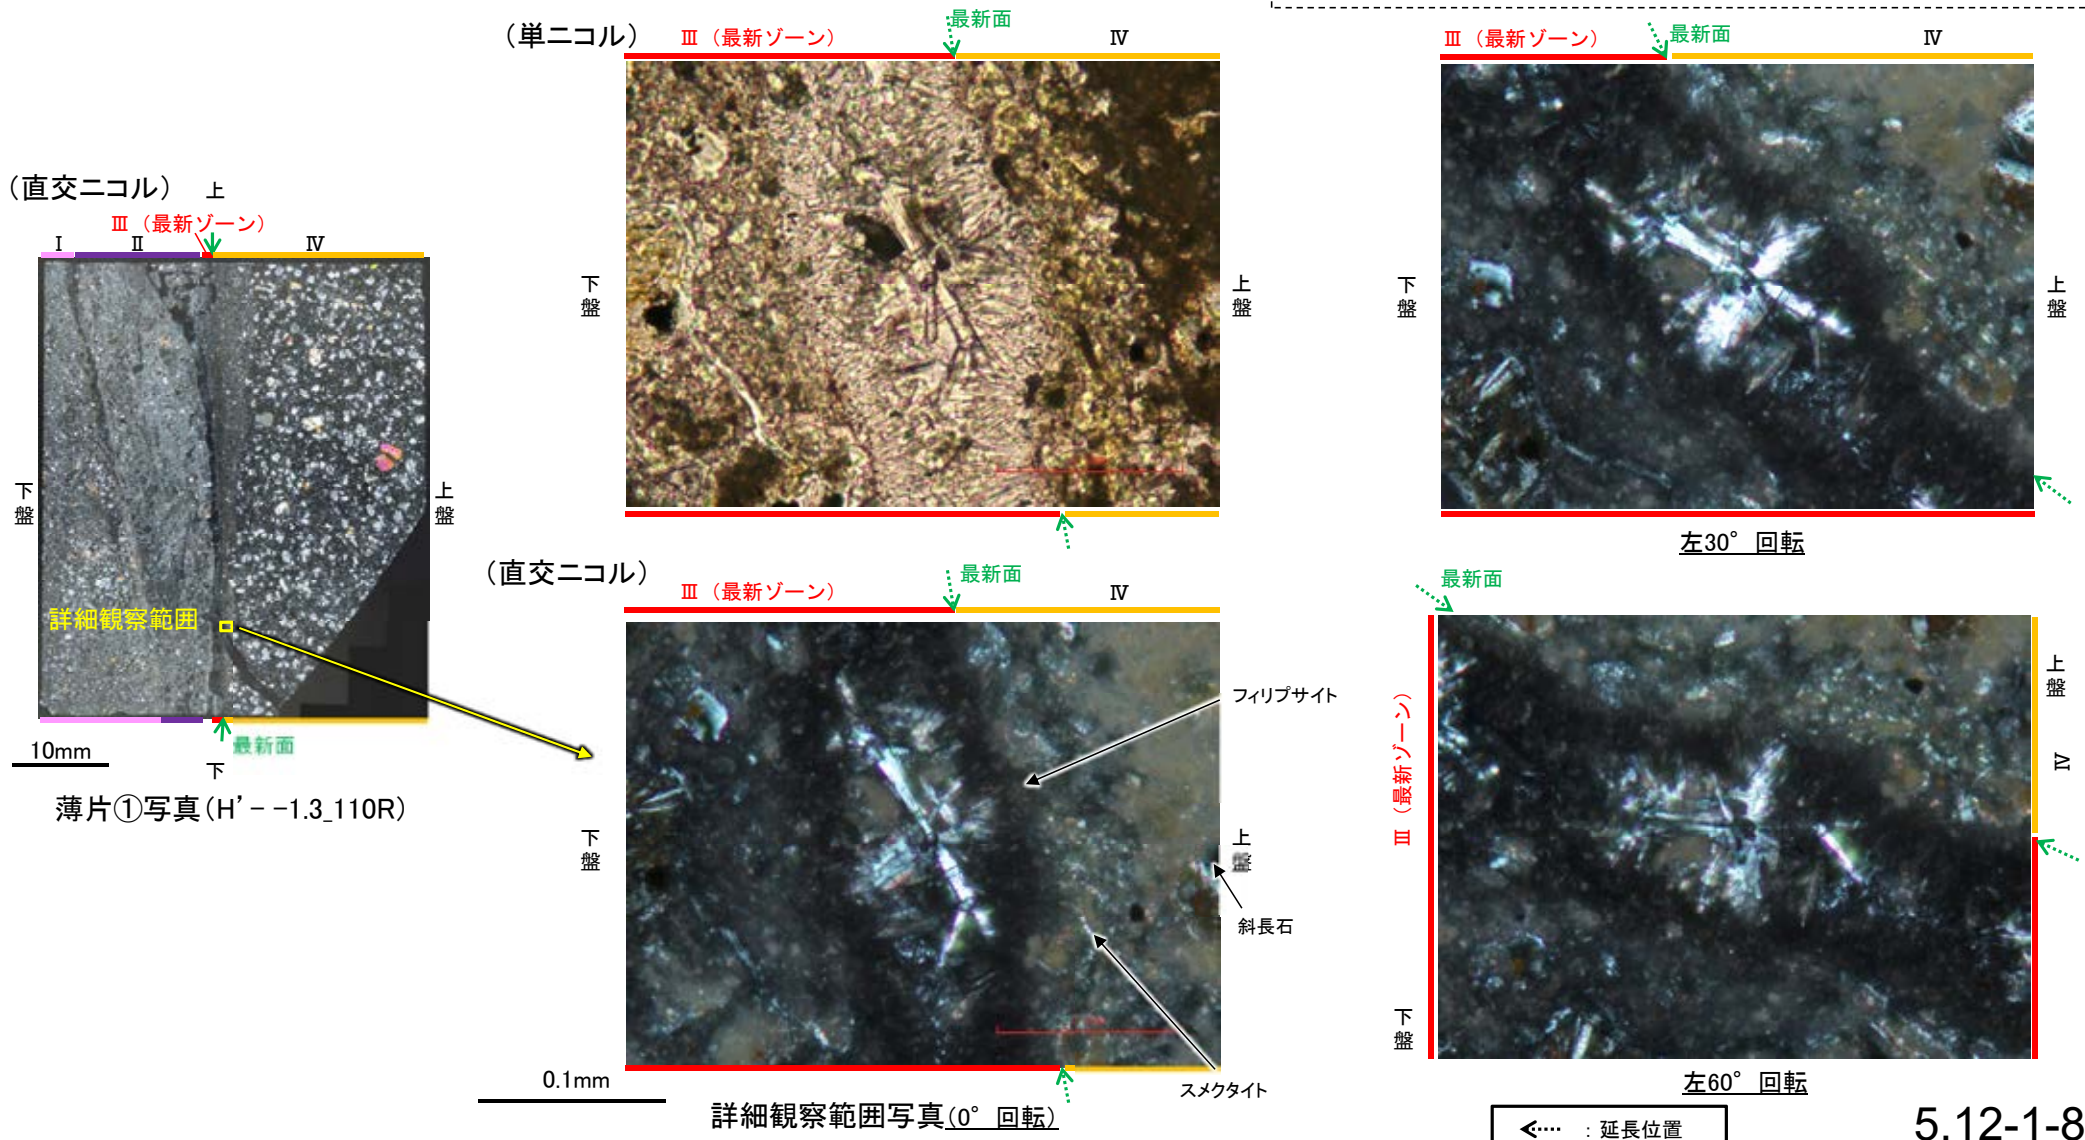 (単ニコル)
Ⅲ(最新ゾーン)
最新面
Ⅳ
下盤
上盤
Ⅲ(最新ゾーン)
最新面
Ⅳ
下盤
上盤
左30°回転
(直交ニコル)
上
Ⅲ(最新ゾーン)
Ⅰ
Ⅱ
Ⅳ
下盤
上盤
詳細観察範囲
10mm
最新面
下
薄片①写真(H’--1.3_110R)
(直交ニコル)
Ⅲ(最新ゾーン)
最新面
Ⅳ
下盤
上盤
フィリプサイト
斜長石
スメクタイト
0.1mm
詳細観察範囲写真(0°回転)
最新面
Ⅲ(最新ゾーン)
下盤
上盤
Ⅳ
左60°回転
:延長位置
5.12-1-8